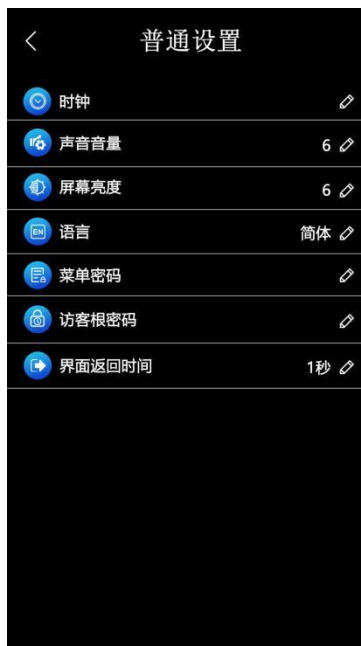 普通设置
时钟
声音音量 6
屏幕亮度 6
EN 语言 简体
菜单密码
访客根密码
界面返回时间 1秒